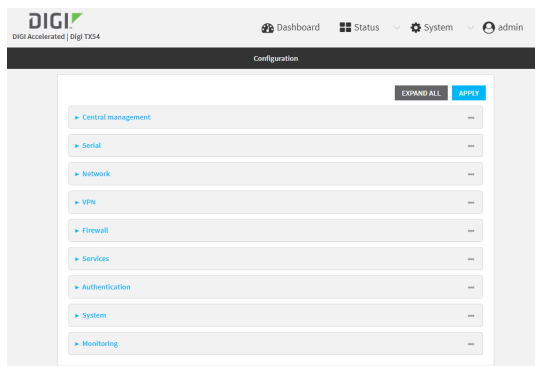 DIGI
DIGI Accelerated | Digi TX54
Dashboard Status System admin
Configuration
EXPAND ALL APPLY
Central management
Serial
Network
VPN
Firewall
Services
Authentication
System
Monitoring